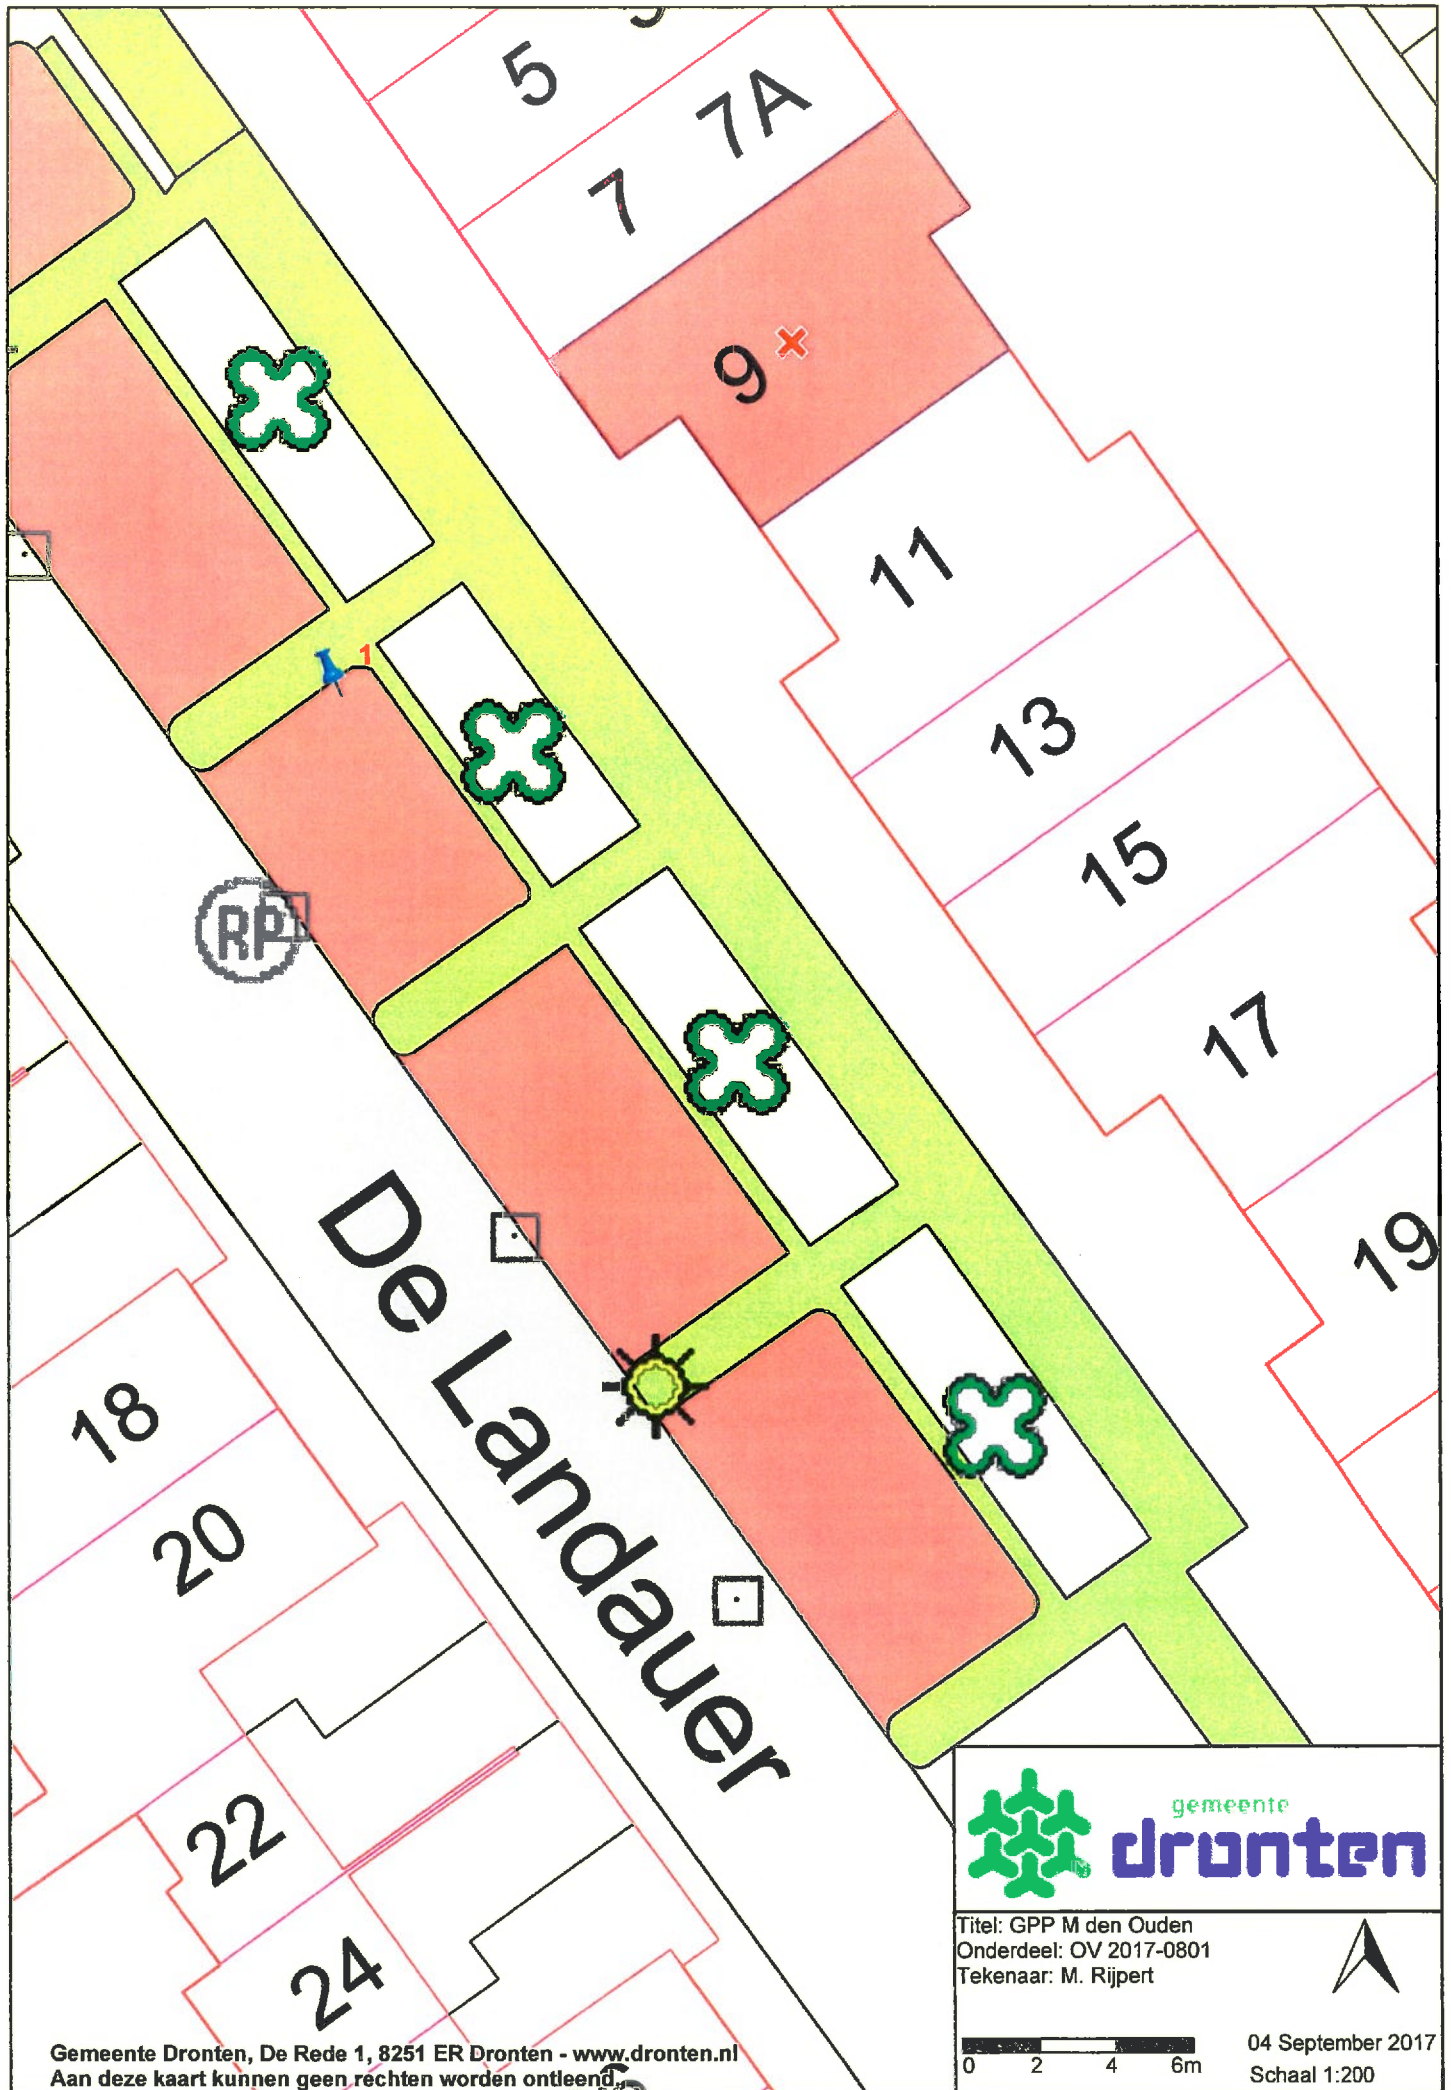 5
7A
7
9
11
1
13
15
RP
17
De Landauer
19
18
20
22
24
gemeente
dronten
Titel: GPP M den Ouden
Onderdeel: OV 2017-0801
Tekenaar: M. Rijpert
0 2 4 6m
04 September 2017
Schaal 1:200
Gemeente Dronten, De Rede 1, 8251 ER Dronten - www.dronten.nl
Aan deze kaart kunnen geen rechten worden ontleend.